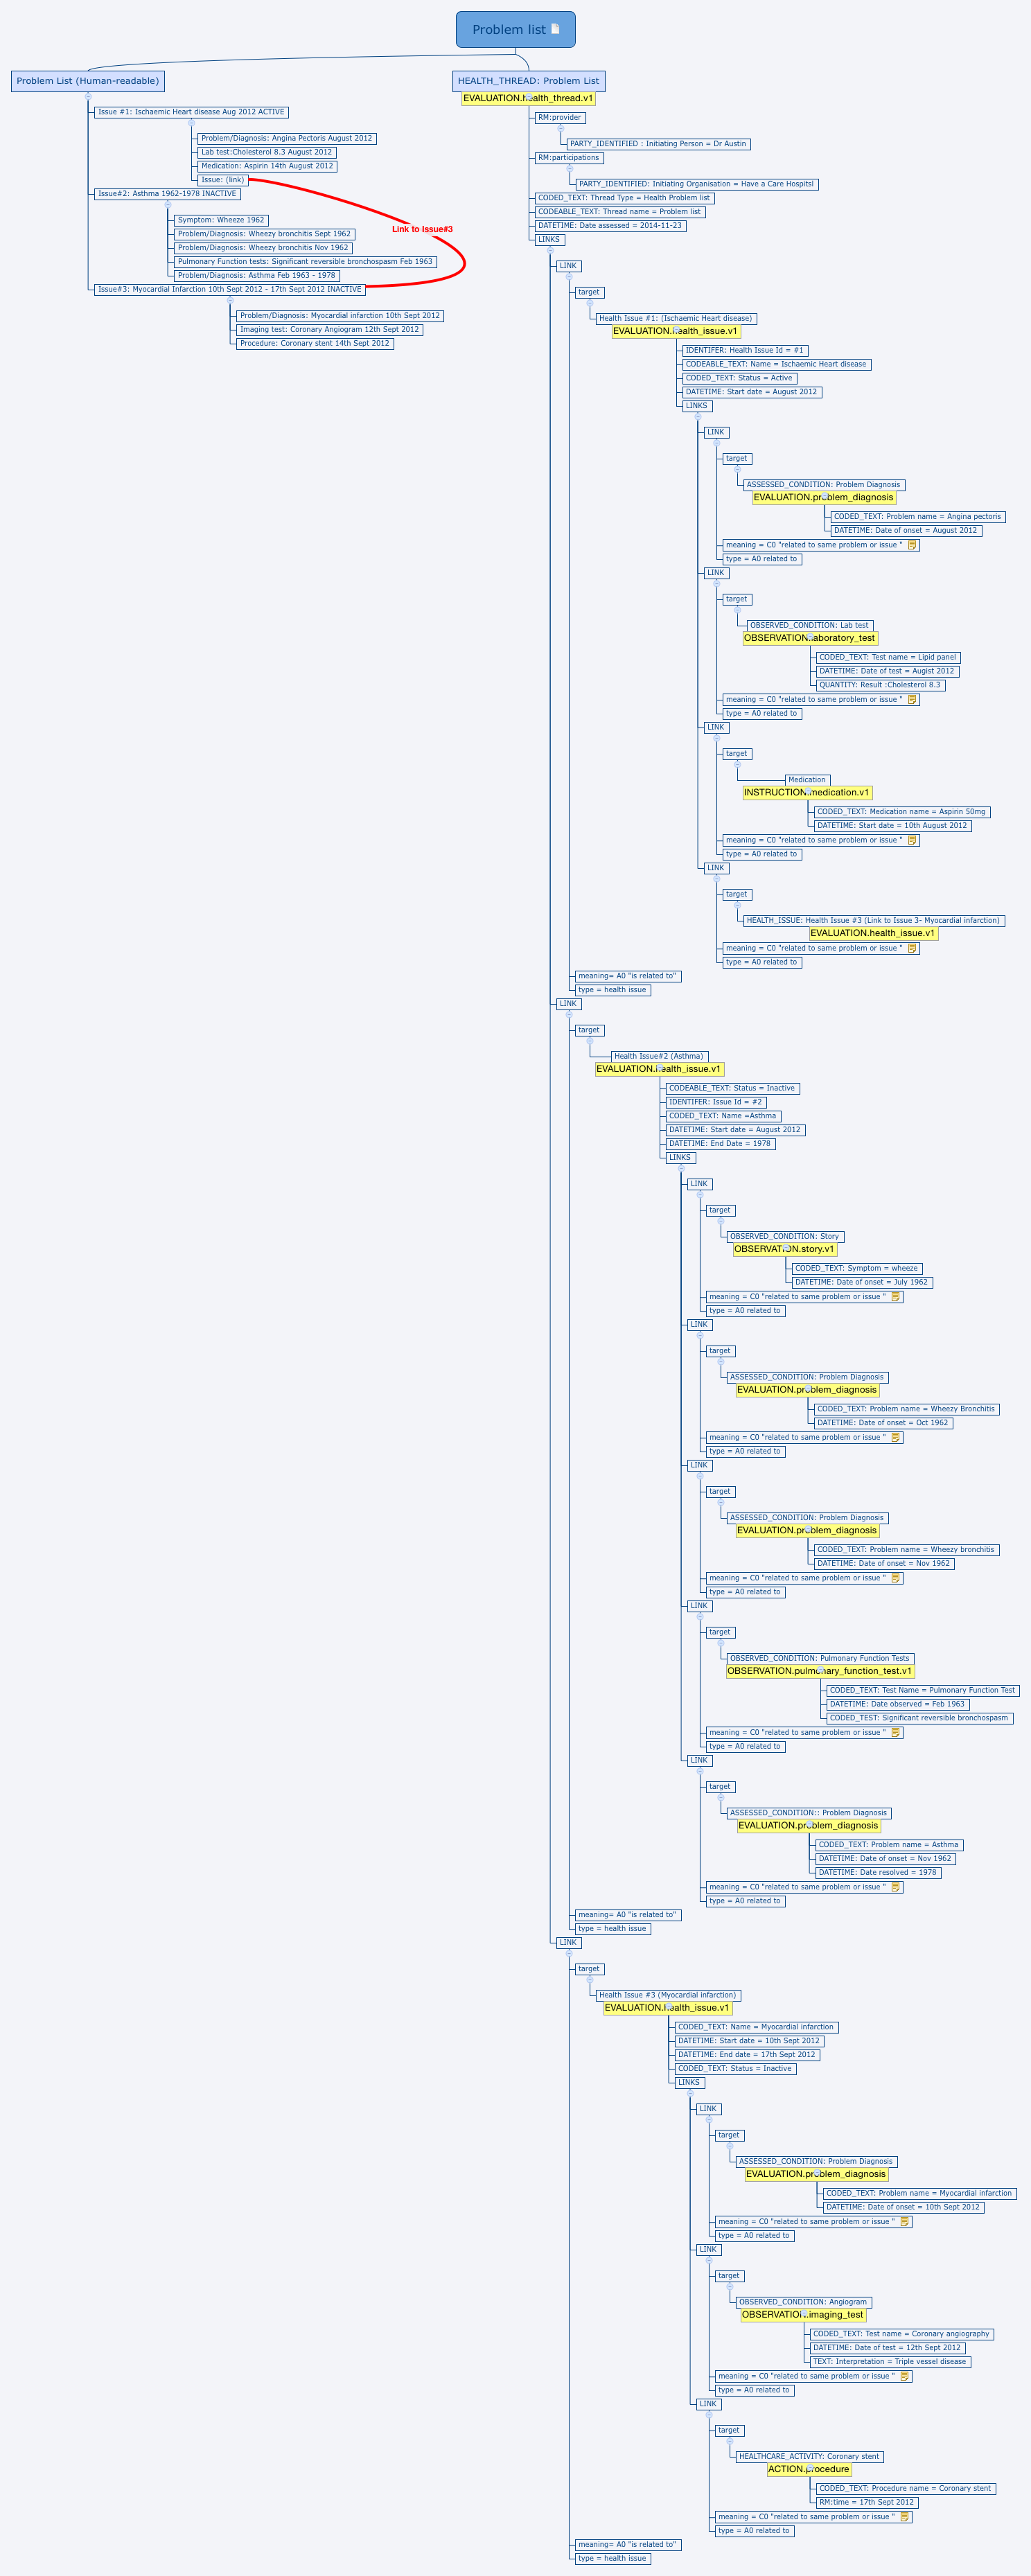 Problem list
Problem List (Human-readable)
Issue #1: Ischaemic Heart disease Aug 2012 ACTIVE
Problem/Diagnosis: Angina Pectoris August 2012
Lab test:Cholesterol 8.3 August 2012
Medication: Aspirin 14th August 2012
Issue: (link)
Link to Issue#3
Issue#2: Asthma 1962-1978 INACTIVE
Symptom: Wheeze 1962
Problem/Diagnosis: Wheezy bronchitis Sept 1962
Problem/Diagnosis: Wheezy bronchitis Nov 1962
Pulmonary Function tests: Significant reversible bronchospasm Feb 1963
Problem/Diagnosis: Asthma Feb 1963 - 1978
Issue#3: Myocardial Infarction 10th Sept 2012 - 17th Sept 2012 INACTIVE
Problem/Diagnosis: Myocardial infarction 10th Sept 2012
Imaging test: Coronary Angiogram 12th Sept 2012
Procedure: Coronary stent 14th Sept 2012
HEALTH_THREAD: Problem List
EVALUATION.health_thread.v1
RM:provider
PARTY_IDENTIFIED : Initiating Person = Dr Austin
RM:participations
PARTY_IDENTIFIED: Initiating Organisation = Have a Care Hospitsl
CODED_TEXT: Thread Type = Health Problem list
CODEABLE_TEXT: Thread name = Problem list
DATETIME: Date assessed = 2014-11-23
LINKS
LINK
target
Health Issue #1: (Ischaemic Heart disease)
EVALUATION.health_issue.v1
IDENTIFER: Health Issue Id = #1
CODEABLE_TEXT: Name = Ischaemic Heart disease
CODED_TEXT: Status = Active
DATETIME: Start date = August 2012
LINKS
LINK
target
ASSESSED_CONDITION: Problem Diagnosis
EVALUATION.problem_diagnosis
CODED_TEXT: Problem name = Angina pectoris
DATETIME: Date of onset = August 2012
meaning = C0 "related to same problem or issue "
type = A0 related to
LINK
target
OBSERVED_CONDITION: Lab test
OBSERVATION.laboratory_test
CODED_TEXT: Test name = Lipid panel
DATETIME: Date of test = Augist 2012
QUANTITY: Result :Cholesterol 8.3
meaning = C0 "related to same problem or issue "
type = A0 related to
LINK
target
Medication
INSTRUCTION.medication.v1
CODED_TEXT: Medication name = Aspirin 50mg
DATETIME: Start date = 10th August 2012
meaning = C0 "related to same problem or issue "
type = A0 related to
LINK
target
HEALTH_ISSUE: Health Issue #3 (Link to Issue 3- Myocardial infarction)
EVALUATION.health_issue.v1
meaning = C0 "related to same problem or issue "
type = A0 related to
meaning= A0 "is related to"
type = health issue
LINK
target
Health Issue#2 (Asthma)
EVALUATION.health_issue.v1
CODEABLE_TEXT: Status = Inactive
IDENTIFER: Issue Id = #2
CODED_TEXT: Name =Asthma
DATETIME: Start date = August 2012
DATETIME: End Date = 1978
LINKS
LINK
target
OBSERVED_CONDITION: Story
OBSERVATION.story.v1
CODED_TEXT: Symptom = wheeze
DATETIME: Date of onset = July 1962
meaning = C0 "related to same problem or issue "
type = A0 related to
LINK
target
ASSESSED_CONDITION: Problem Diagnosis
EVALUATION.problem_diagnosis
CODED_TEXT: Problem name = Wheezy Bronchitis
DATETIME: Date of onset = Oct 1962
meaning = C0 "related to same problem or issue "
type = A0 related to
LINK
target
ASSESSED_CONDITION: Problem Diagnosis
EVALUATION.problem_diagnosis
CODED_TEXT: Problem name = Wheezy bronchitis
DATETIME: Date of onset = Nov 1962
meaning = C0 "related to same problem or issue "
type = A0 related to
LINK
target
OBSERVED_CONDITION: Pulmonary Function Tests
OBSERVATION.pulmonary_function_test.v1
CODED_TEXT: Test Name = Pulmonary Function Test
DATETIME: Date observed = Feb 1963
CODED_TEST: Significant reversible bronchospasm
meaning = C0 "related to same problem or issue "
type = A0 related to
LINK
target
ASSESSED_CONDITION:: Problem Diagnosis
EVALUATION.problem_diagnosis
CODED_TEXT: Problem name = Asthma
DATETIME: Date of onset = Nov 1962
DATETIME: Date resolved = 1978
meaning = C0 "related to same problem or issue "
type = A0 related to
meaning= A0 "is related to"
type = health issue
LINK
target
Health Issue #3 (Myocardial infarction)
EVALUATION.health_issue.v1
CODED_TEXT: Name = Myocardial infarction
DATETIME: Start date = 10th Sept 2012
DATETIME: End date = 17th Sept 2012
CODED_TEXT: Status = Inactive
LINKS
LINK
target
ASSESSED_CONDITION: Problem Diagnosis
EVALUATION.problem_diagnosis
CODED_TEXT: Problem name = Myocardial infarction
DATETIME: Date of onset = 10th Sept 2012
meaning = C0 "related to same problem or issue "
type = A0 related to
LINK
target
OBSERVED_CONDITION: Angiogram
OBSERVATION.imaging_test
CODED_TEXT: Test name = Coronary angiography
DATETIME: Date of test = 12th Sept 2012
TEXT: Interpretation = Triple vessel disease
meaning = C0 "related to same problem or issue "
type = A0 related to
LINK
target
HEALTHCARE_ACTIVITY: Coronary stent
ACTION.procedure
CODED_TEXT: Procedure name = Coronary stent
RM:time = 17th Sept 2012
meaning = C0 "related to same problem or issue "
type = A0 related to
meaning= A0 "is related to"
type = health issue